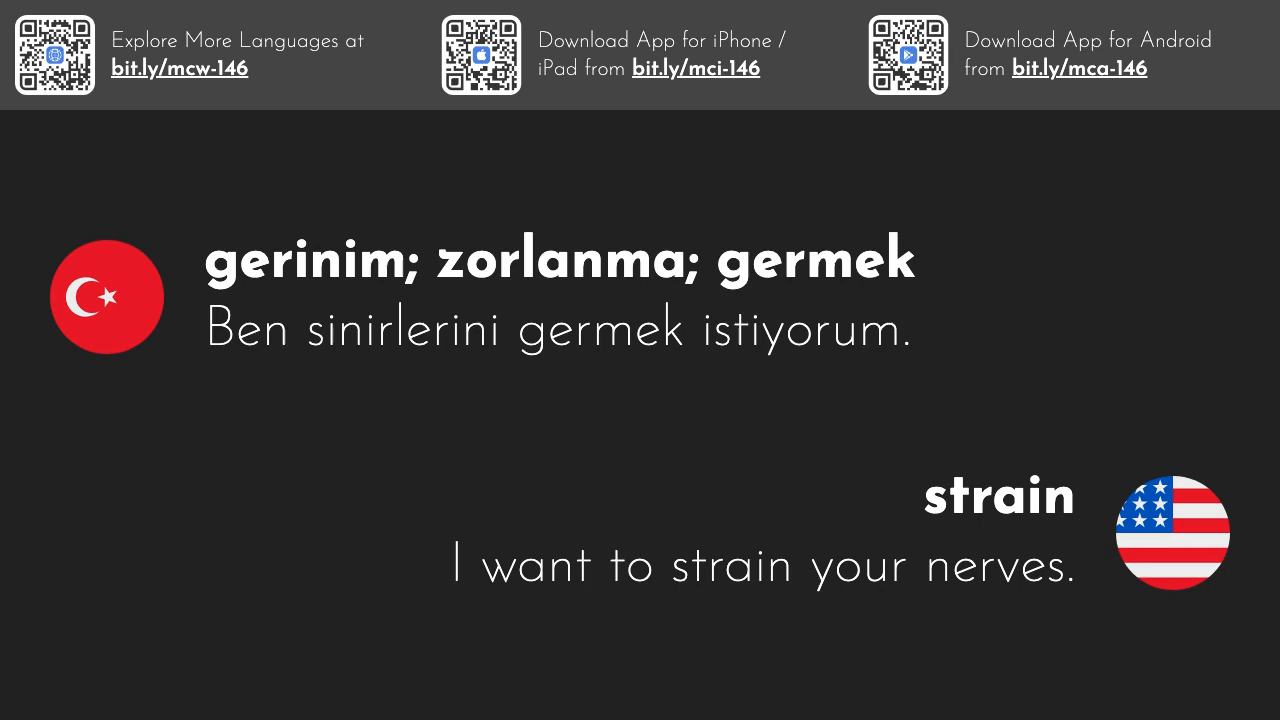 Explore More Languages at
bit.ly/mcw-146
Download App for iPhone /
iPad from bit.ly/mci-146
Download App for Android
from bit.ly/mca-146
gerinim; zorlanma; germek
Ben sinirlerini germek istiyorum.
strain
I want to strain your nerves.